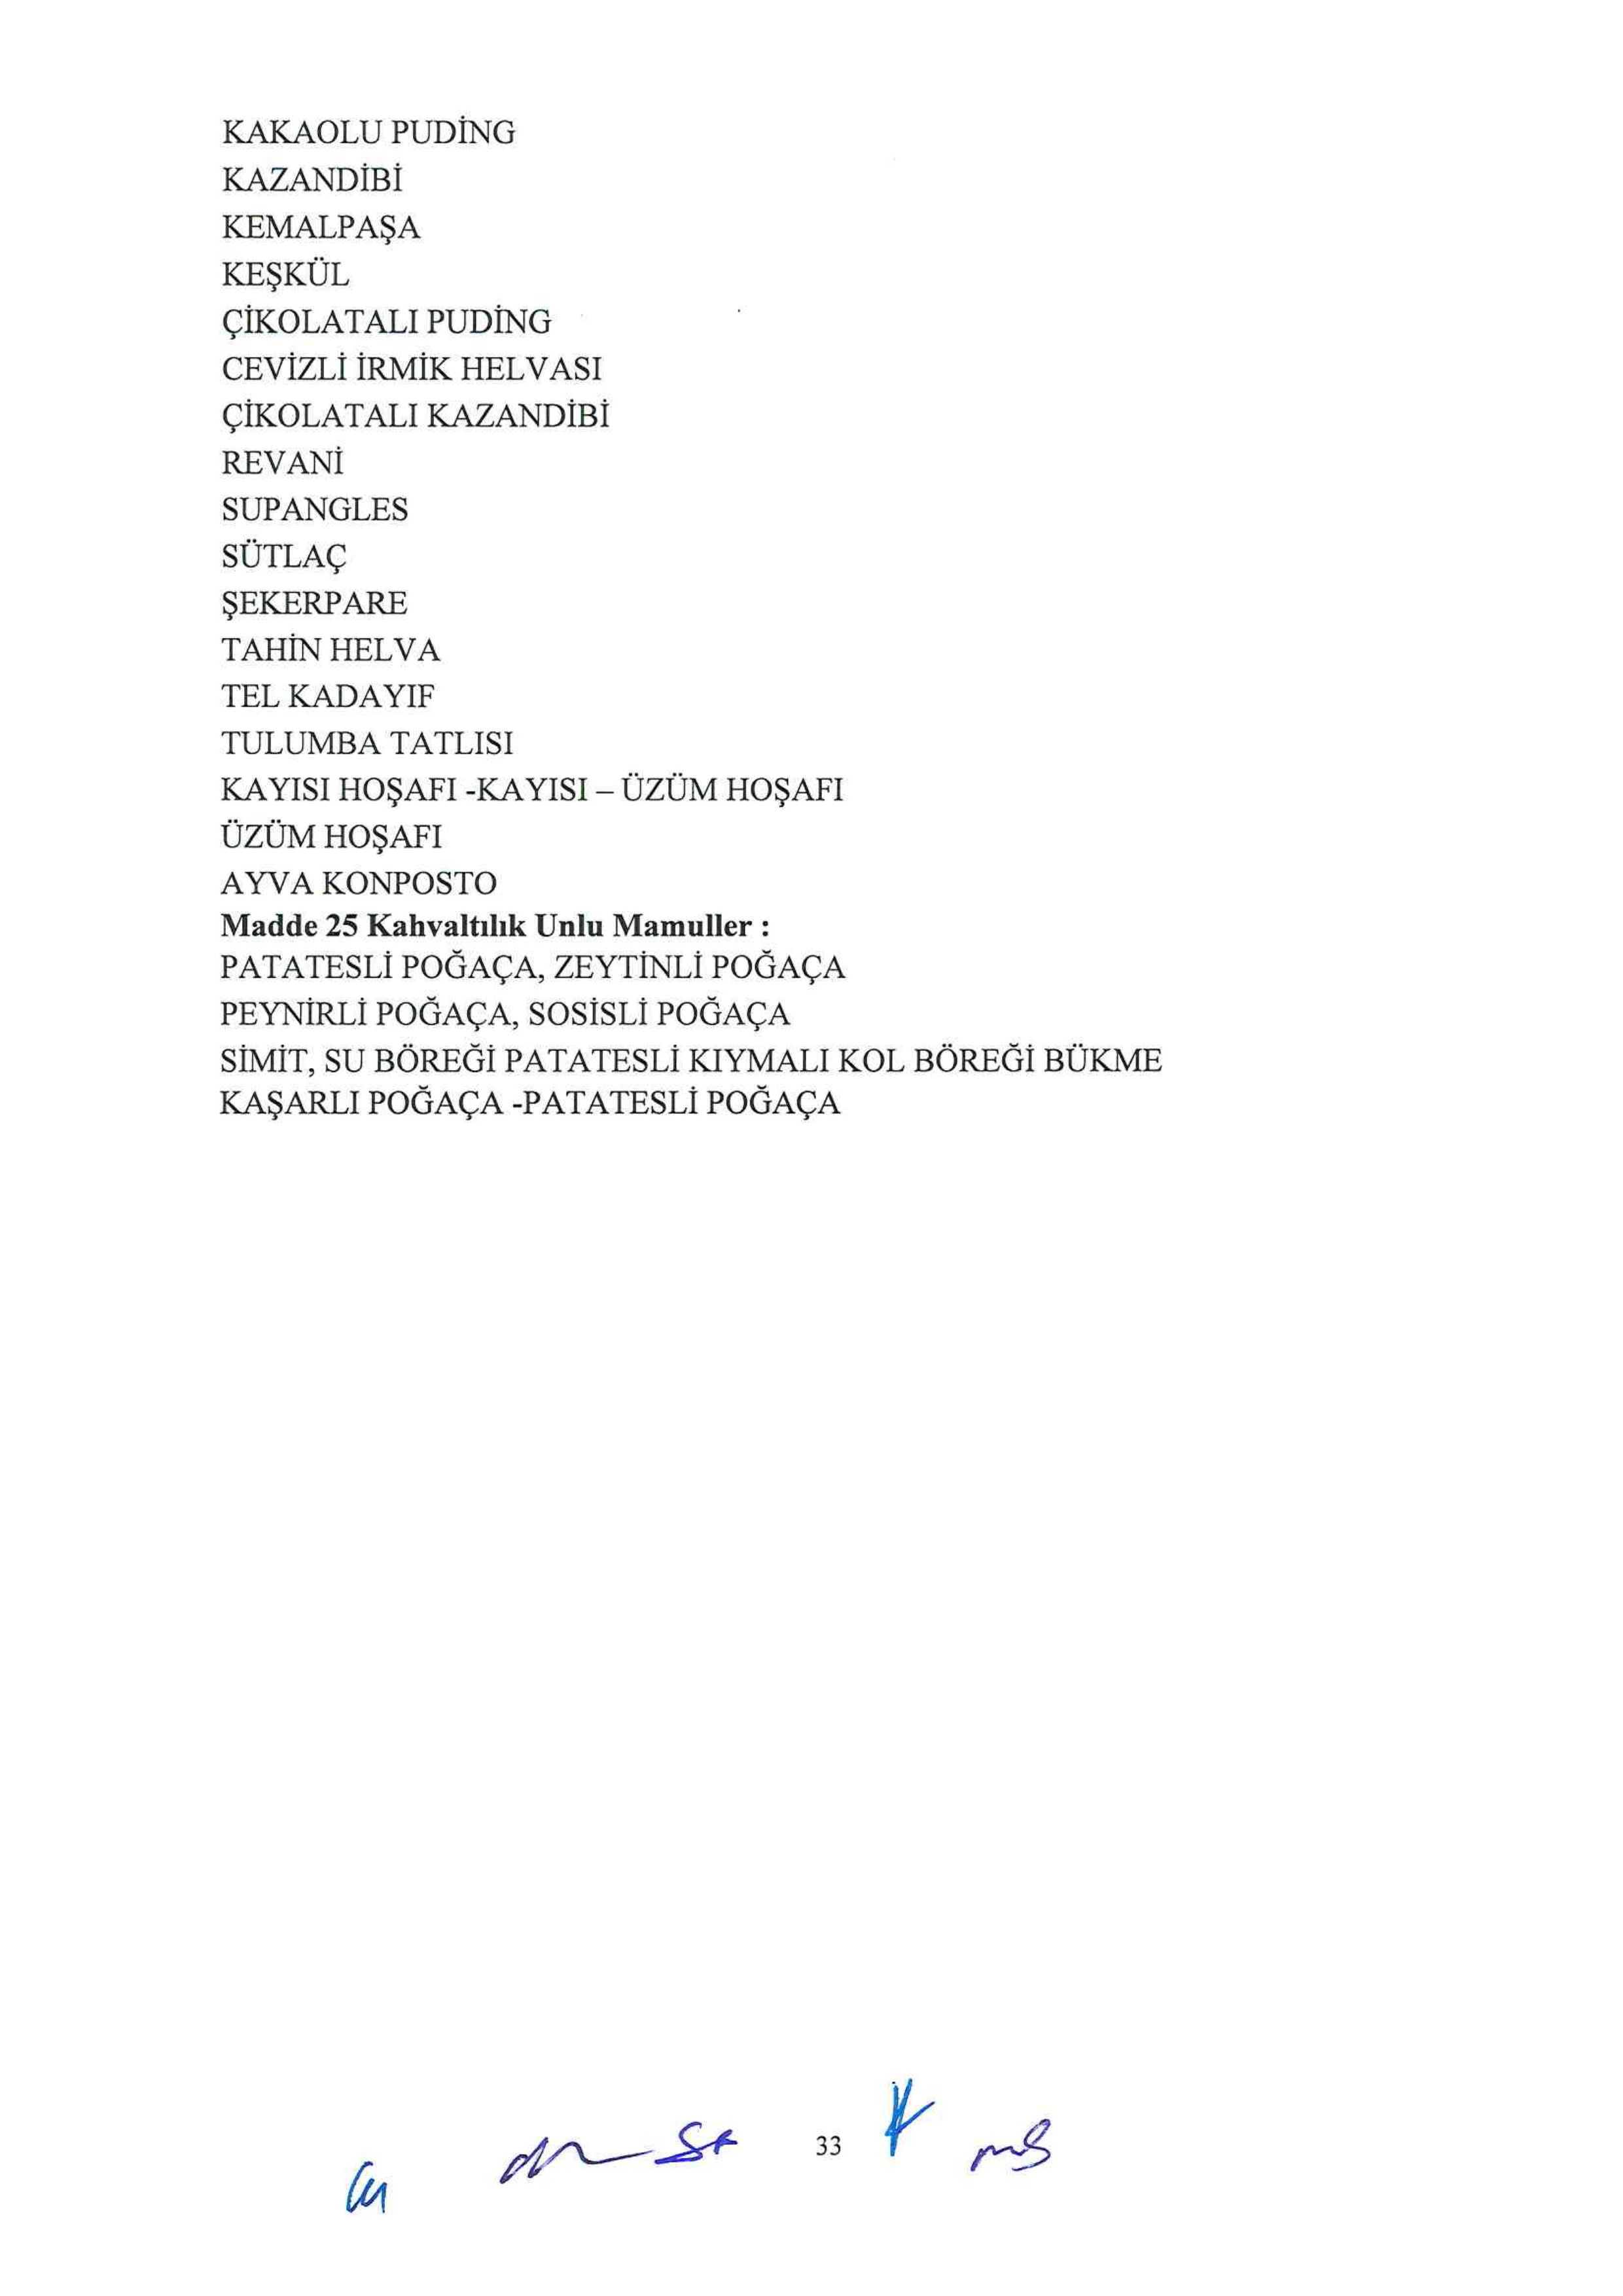 KAKAOLU PUDİNG
KAZANDİBİ
KEMALPAŞA
KEŞKÜL
ÇİKOLATALI PUDİNG
CEVİZLİ İRMİK HELVASI
ÇİKOLATALI KAZANDİBİ
REVANİ
SUPANGLES
SÜTLAÇ
ŞEKERPARE
TAHİN HELVA
TEL KADAYIF
TULUMBA TATLISI
KAYISI HOŞAFI -KAYISI – ÜZÜM HOŞAFI
ÜZÜM HOŞAFI
AYVA KONPOSTO
Madde 25 Kahvaltılık Unlu Mamuller :
PATATESLİ POĞAÇA, ZEYTİNLİ POĞAÇA
PEYNİRLİ POĞAÇA, SOSİSLİ POĞAÇA
SİMİT, SU BÖREĞİ PATATESLİ KIYMALI KOL BÖREĞİ BÜKME
KAŞARLI POĞAÇA -PATATESLİ POĞAÇA
33